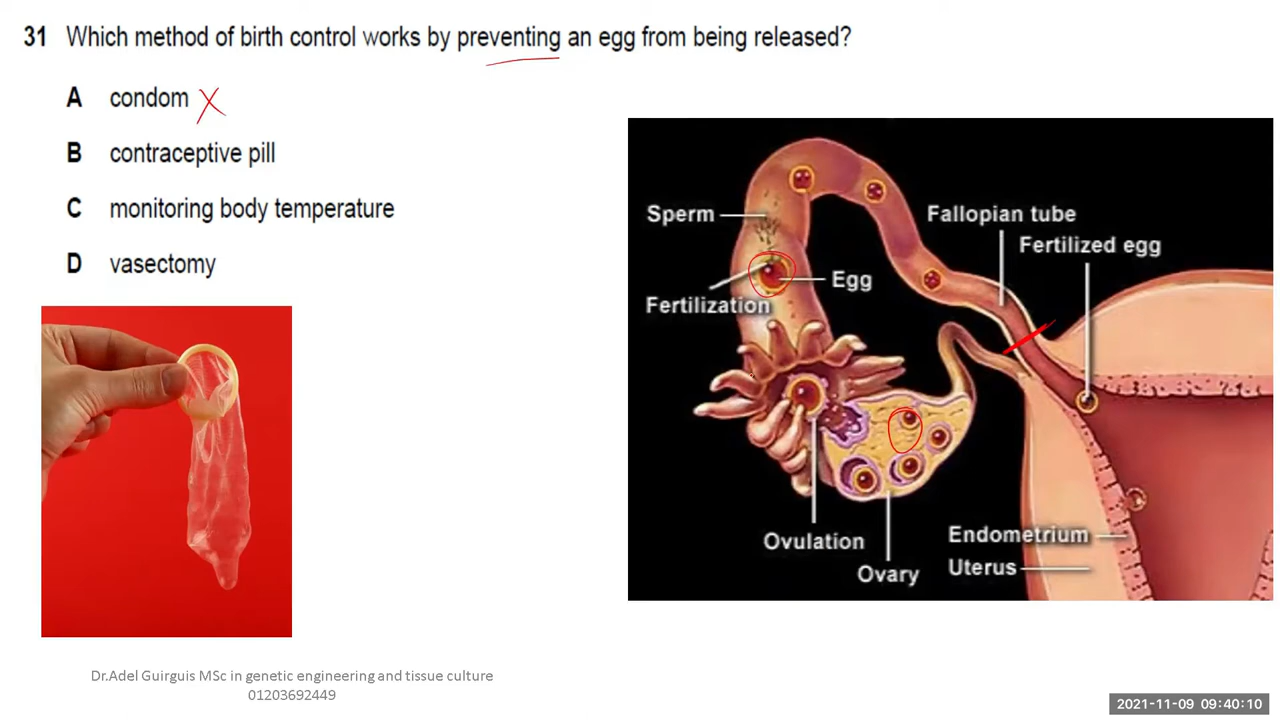 31 Which method of birth control works by preventing an egg from being released?
A condom
B contraceptive pill
C monitoring body temperature
D vasectomy
Sperm
Fallopian tube
Fertilized egg
Egg
Fertilization
Ovulation
Ovary
Endometrium
Uterus
Dr.Adel Guirguis MSc in genetic engineering and tissue culture
01203692449
2021-11-09 09:40:10